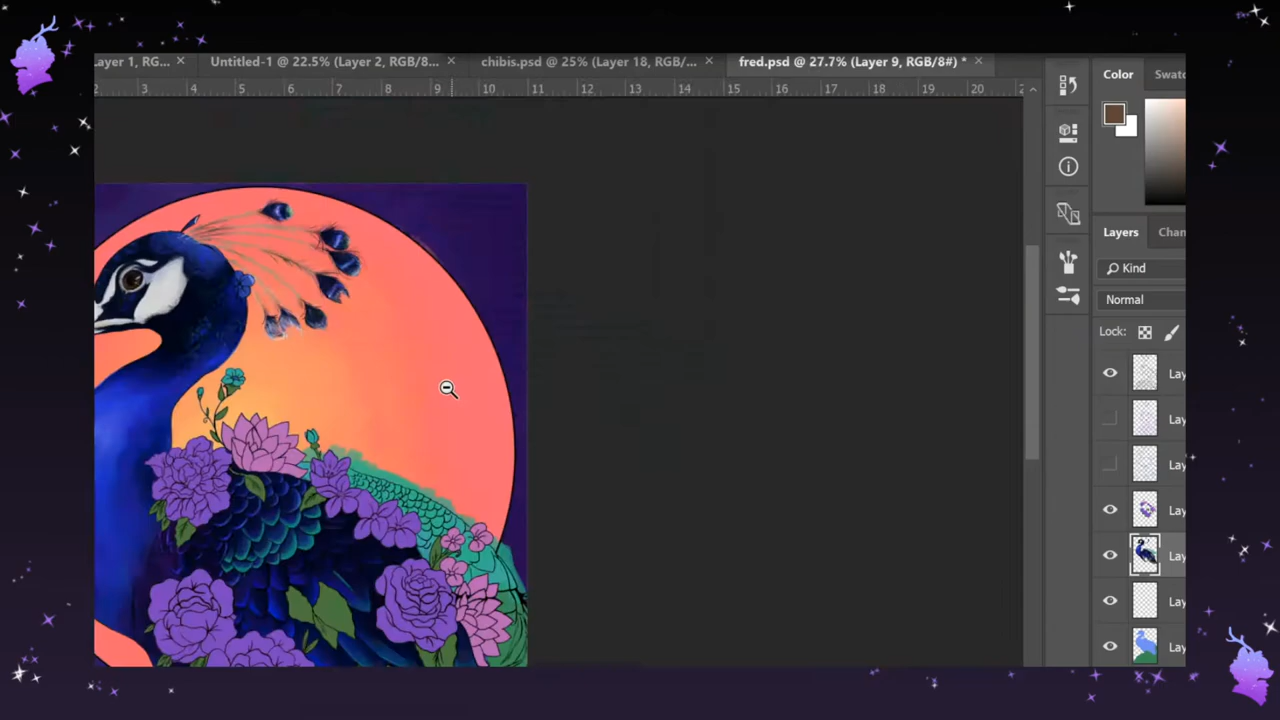 Layer 1, RG... × Untitled-1 @ 22.5% (Layer 2, RGB/8... × chibis.psd @ 25% (Layer 18, RGB/... × fred.psd @ 27.7% (Layer 9, RGB/8#) * ×
2 3 4 5 6 7 8 9 10 11 12 13 14 15 16 17 18 19 20
Color Swatc
Layers Chan
Kind
Normal
Lock:
Lay
Lay
Lay
Lay
Lay
Lay
Lay